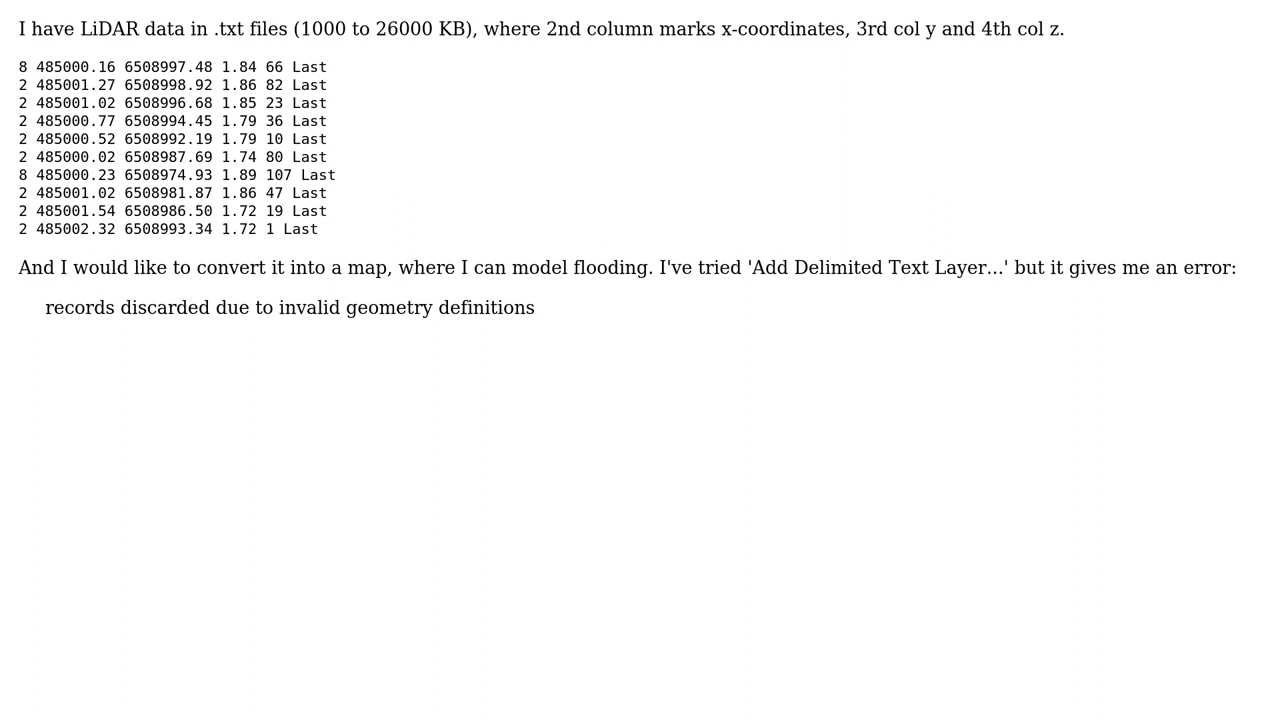 I have LiDAR data in .txt files (1000 to 26000 KB), where 2nd column marks x-coordinates, 3rd col y and 4th col z.
8 485000.16 6508997.48 1.84 66 Last
2 485001.27 6508998.92 1.86 82 Last
2 485001.02 6508996.68 1.85 23 Last
2 485000.77 6508994.45 1.79 36 Last
2 485000.52 6508992.19 1.79 10 Last
2 485000.02 6508987.69 1.74 80 Last
8 485000.23 6508974.93 1.89 107 Last
2 485001.02 6508981.87 1.86 47 Last
2 485001.54 6508986.50 1.72 19 Last
2 485002.32 6508993.34 1.72 1 Last
And I would like to convert it into a map, where I can model flooding. I've tried 'Add Delimited Text Layer...' but it gives me an error:
records discarded due to invalid geometry definitions